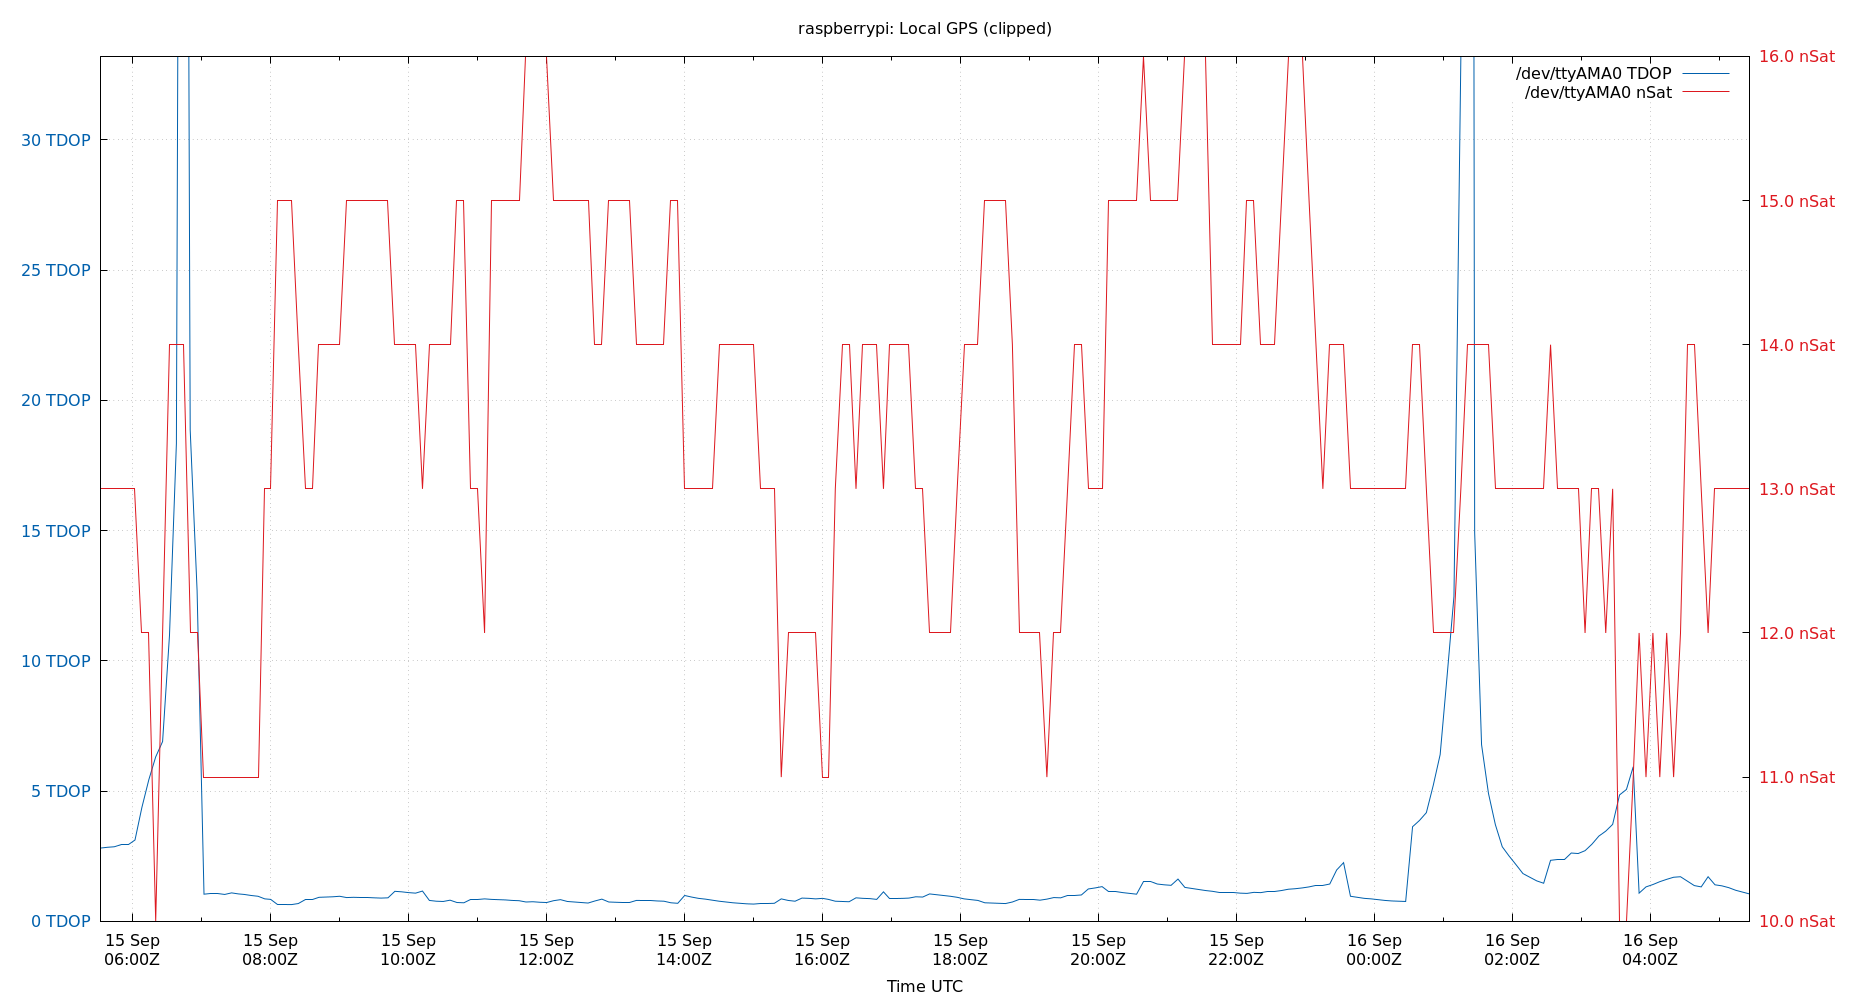 raspberrypi: Local GPS (clipped)
/dev/ttyAMA0 TDOP
/dev/ttyAMA0 nSat
30 TDOP
25 TDOP
20 TDOP
15 TDOP
10 TDOP
5 TDOP
0 TDOP
16.0 nSat
15.0 nSat
14.0 nSat
13.0 nSat
12.0 nSat
11.0 nSat
10.0 nSat
15 Sep
06:00Z
15 Sep
08:00Z
15 Sep
10:00Z
15 Sep
12:00Z
15 Sep
14:00Z
15 Sep
16:00Z
15 Sep
18:00Z
15 Sep
20:00Z
15 Sep
22:00Z
16 Sep
00:00Z
16 Sep
02:00Z
16 Sep
04:00Z
Time UTC